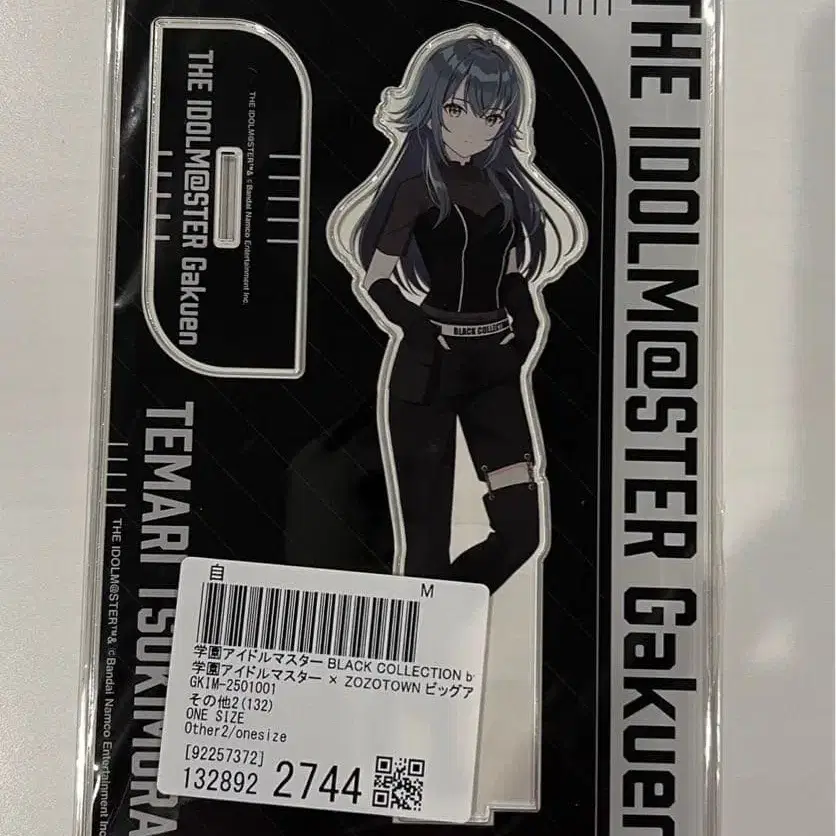 THE IDOLM@STER Gakuen
THE IDOLM@STER™& ©Bandai Namco Entertainment Inc.
THE IDOLM@STER Gakuen
BLACK COLLECTI
TEMARI TSUKIMURA
THE IDOLM@STER™& ©Bandai Namco Entertainment Inc.
自
M
学園アイドルマスター BLACK COLLECTION b
学園アイドルマスター × ZOZOTOWN ビッグア
GKIM-2501001
その他2(132)
ONE SIZE
Other2/onesize
[92257372]
132892 2744